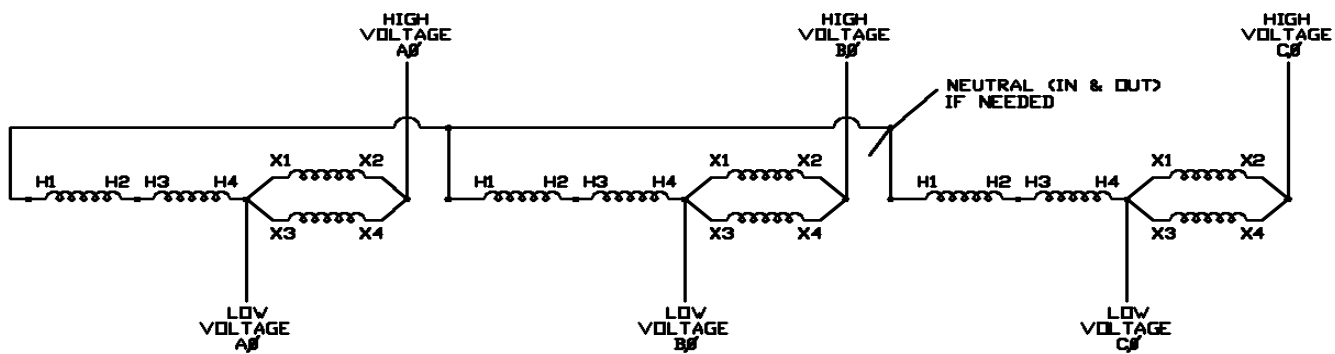 HIGH
VOLTAGE
AØ
HIGH
VOLTAGE
BØ
HIGH
VOLTAGE
CØ
NEUTRAL (IN & OUT)
IF NEEDED
X1 X2
X1 X2
X1 X2
H1 H2 H3 H4
H1 H2 H3 H4
H1 H2 H3 H4
X3 X4
X3 X4
X3 X4
LOW
VOLTAGE
AØ
LOW
VOLTAGE
BØ
LOW
VOLTAGE
CØ